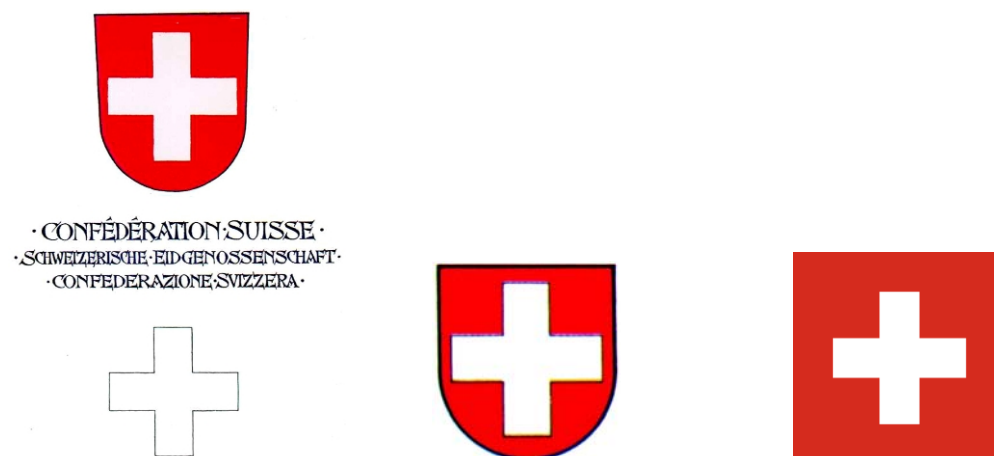 · CONFÉDÉRATION · SUISSE ·
· SCHWEIZERISCHE · EIDGENOSSENSCHAFT ·
· CONFEDERAZIONE · SVIZZERA ·